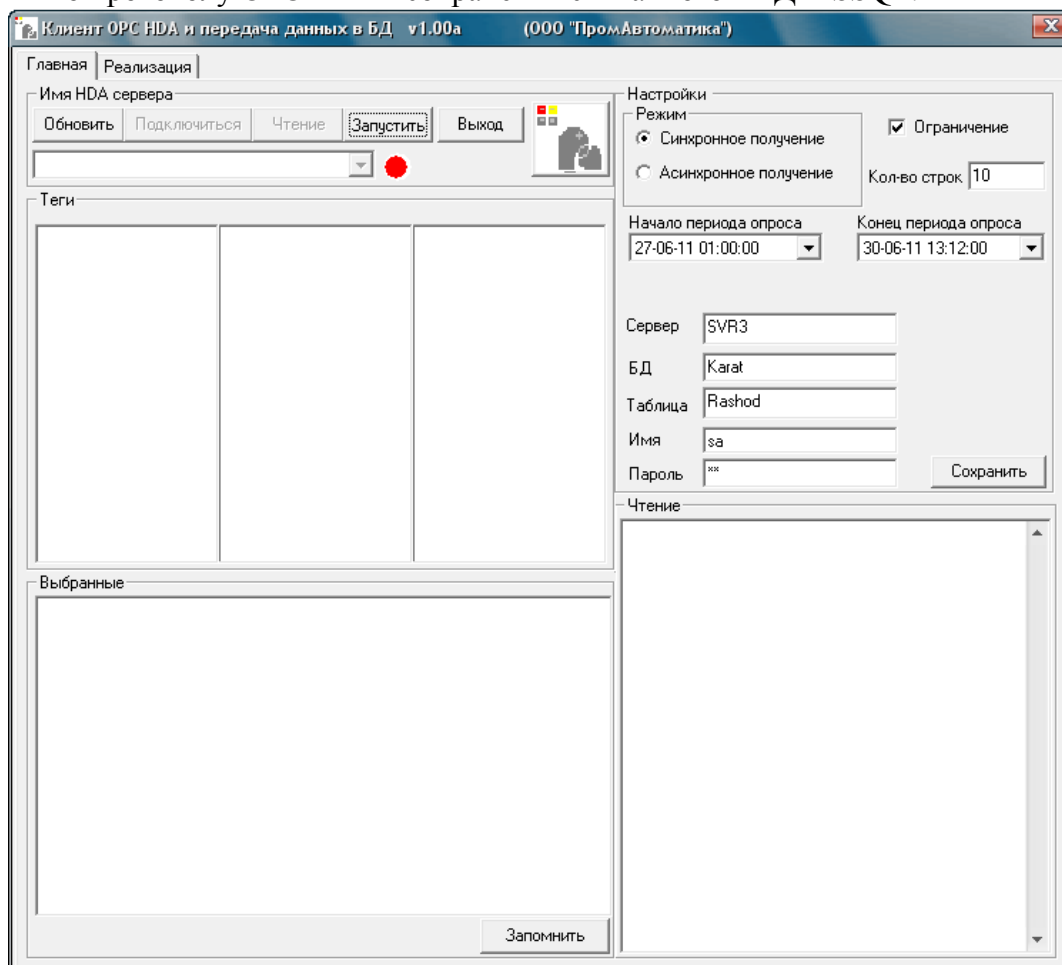 Клиент OPC HDA и передача данных в БД v1.00a (ООО "ПромАвтоматика")
Главная Реализация
Имя HDA сервера
Обновить Подключиться Чтение Запустить Выход
Теги
Выбранные
Запомнить
Настройки
Режим
Синхронное получение
Асинхронное получение
Ограничение
Кол-во строк 10
Начало периода опроса Конец периода опроса
27-06-11 01:00:00 30-06-11 13:12:00
Сервер SVR3
БД Karat
Таблица Rashod
Имя sa
Пароль **
Сохранить
Чтение